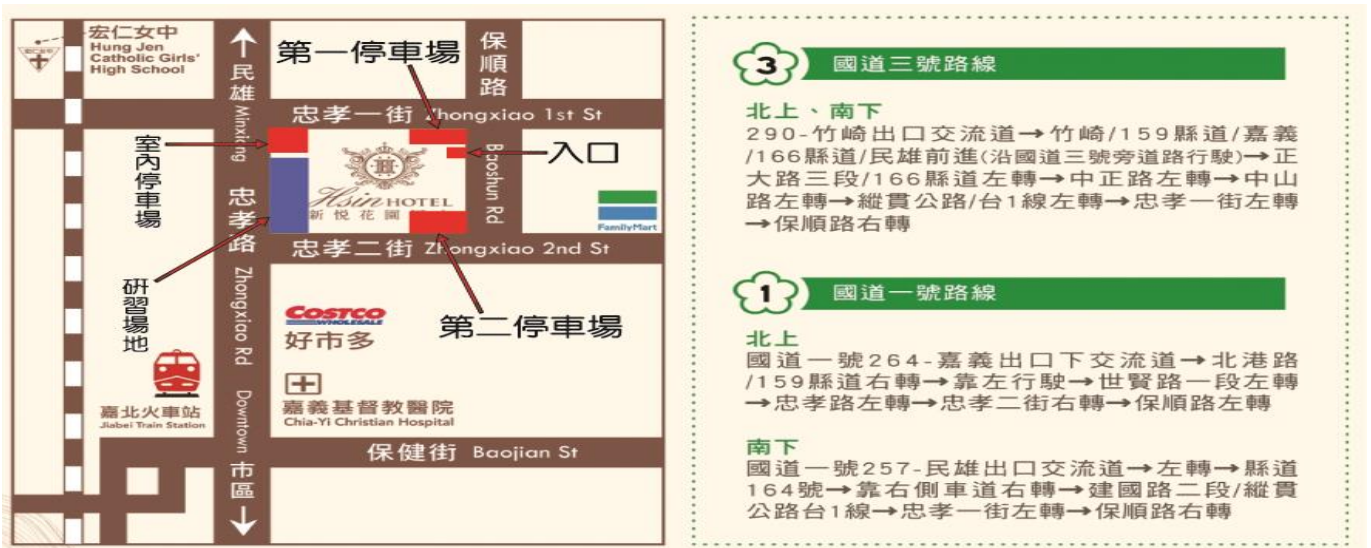 宏仁女中
Hung Jen
Catholic Girls'
High School
民雄 Minxing
第一停車場
保順路
忠孝一街 Zhongxiao 1st St
室內停車場
入口
Baoshun Rd
Hsin HOTEL
新悅花園
FamilyMart
忠孝路
忠孝二街 Zhongxiao 2nd St
Zhongxiao Rd
研習場地
COSTCO
WHOLESALE
好市多
第二停車場
嘉北火車站
Jiabei Train Station
嘉義基督教醫院
Chia-Yi Christian Hospital
Downtown
市區
保健街 Baojian St
3 國道三號路線
北上、南下
290-竹崎出口交流道→竹崎/159縣道/嘉義
/166縣道/民雄前進(沿國道三號旁道路行駛)→正
大路三段/166縣道左轉→中正路左轉→中山
路左轉→縱貫公路/台1線左轉→忠孝一街左轉
→保順路右轉
1 國道一號路線
北上
國道一號264-嘉義出口下交流道→北港路
/159縣道右轉→靠左行駛→世賢路一段左轉
→忠孝路左轉→忠孝二街右轉→保順路左轉
南下
國道一號257-民雄出口交流道→左轉→縣道
164號→靠右側車道右轉→建國路二段/縱貫
公路台1線→忠孝一街左轉→保順路右轉